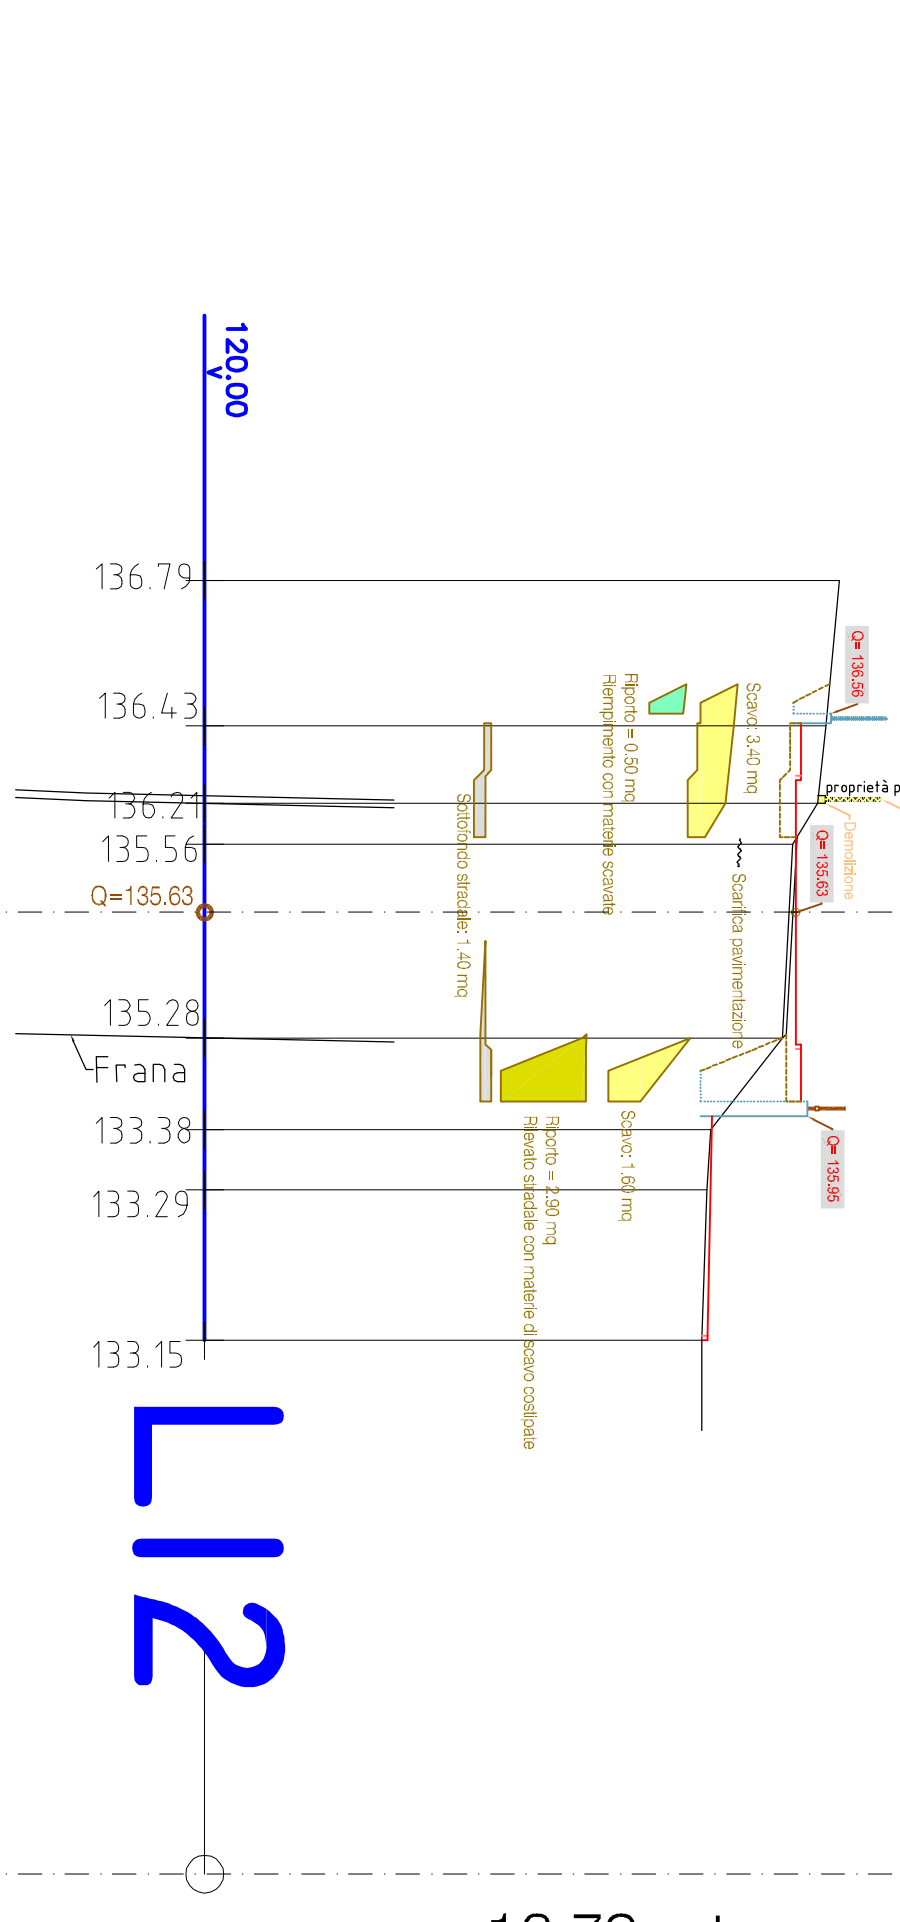 120.00
136.79
136.43
136.21
135.56
Q=135.63
135.28
Frana
133.38
133.29
133.15
Q= 136.56
proprietà p
Demolizione
Q= 135.63
Q= 135.95
Scavo: 3.40 mq
Riporto = 0.50 mq
Riempimento con materie scavate
Scarifica pavimentazione
Sottofondo stradale: 1.40 mq
Scavo: 1.60 mq
Riporto = 2.90 mq
Rilevato stradale con materie di scavo costipate
LI2